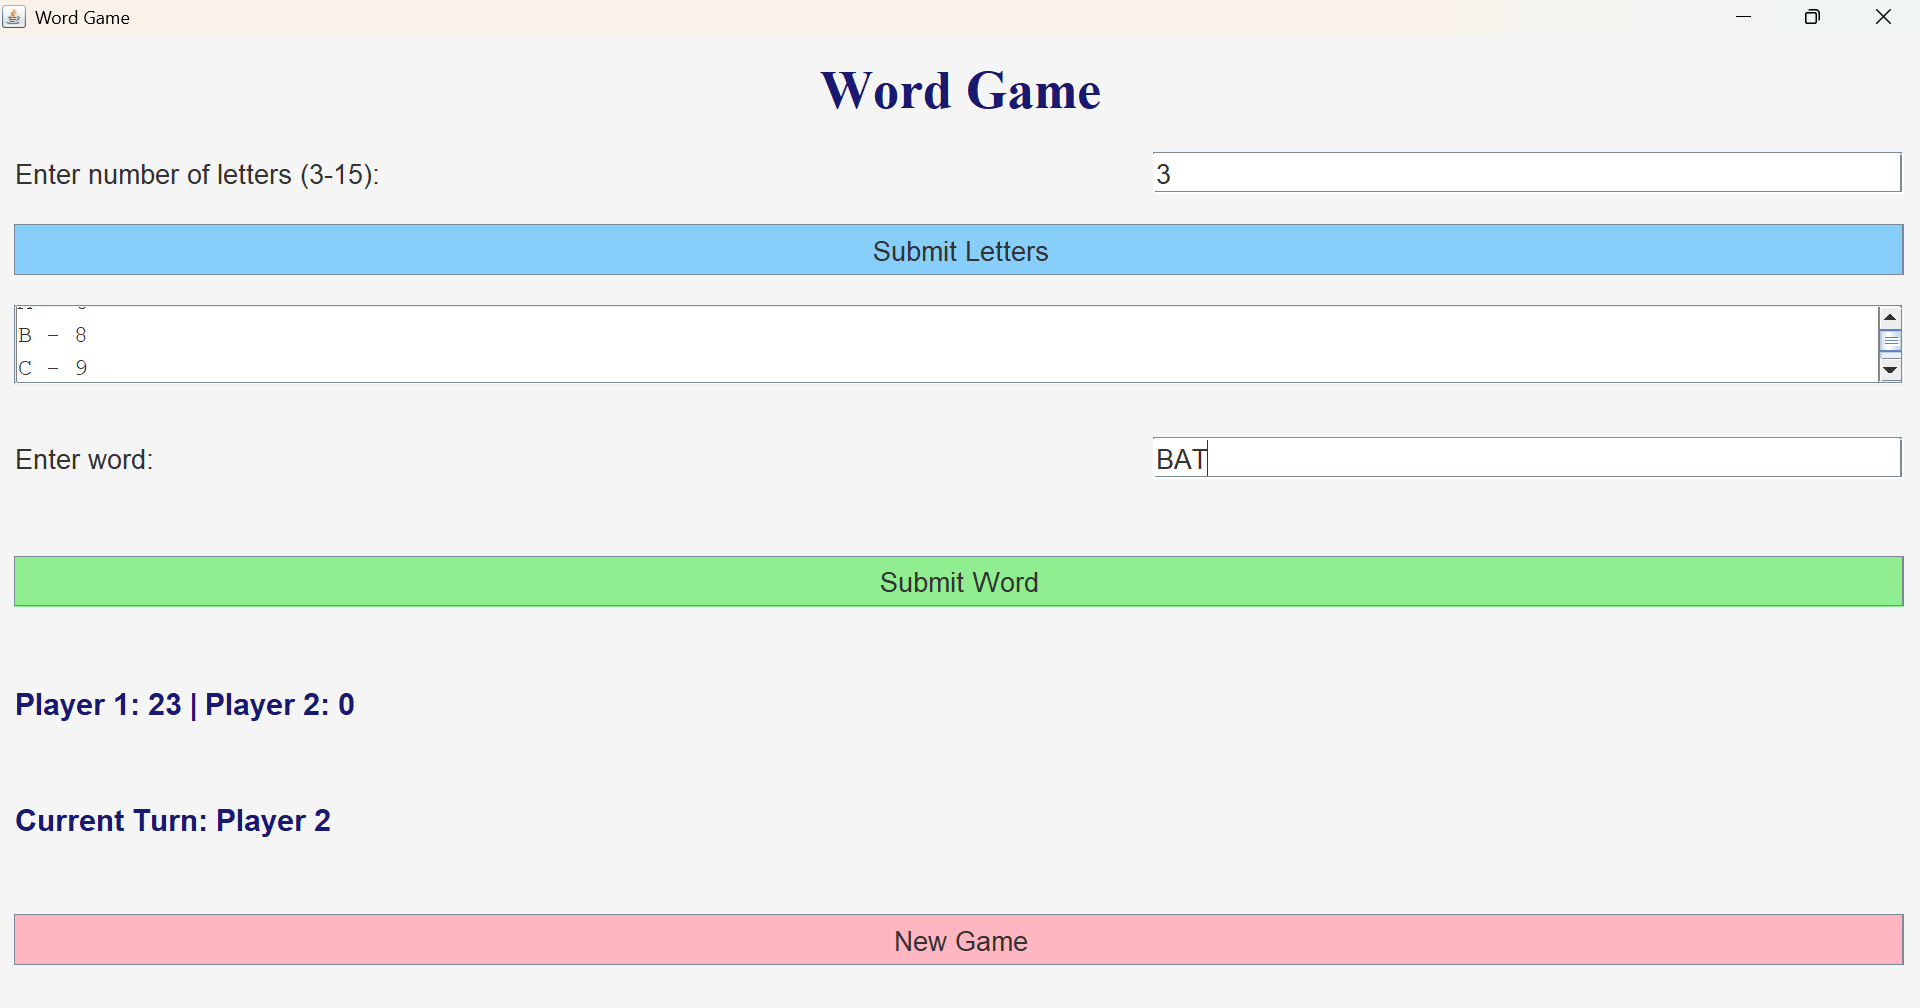 Word Game
Word Game
Enter number of letters (3-15):
3
Submit Letters
B - 8
C - 9
Enter word:
BAT
Submit Word
Player 1: 23 | Player 2: 0
Current Turn: Player 2
New Game